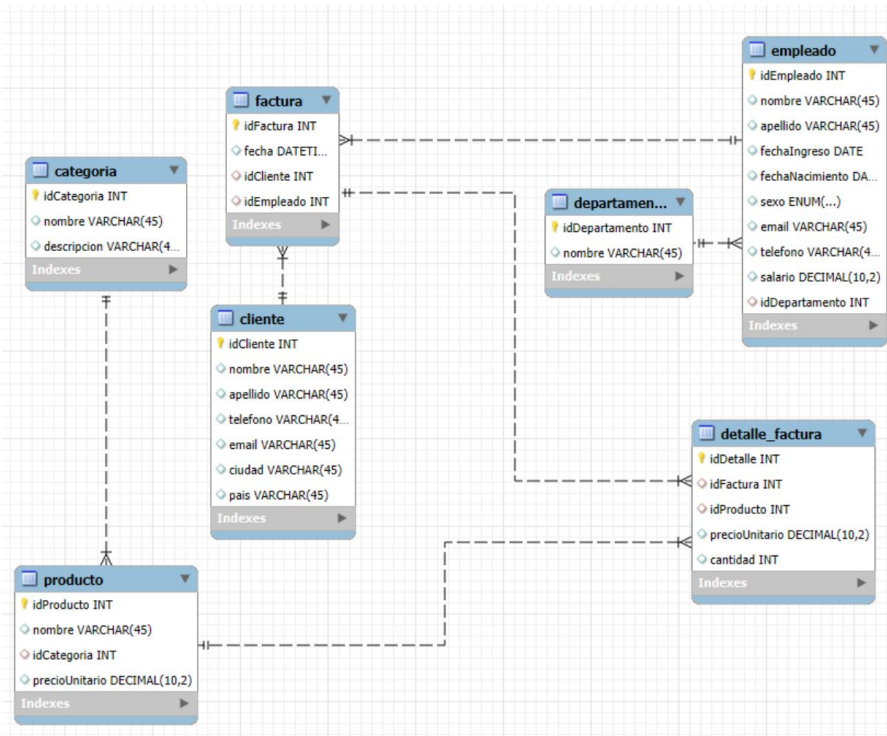 categoria
idCategoria INT
nombre VARCHAR(45)
descripcion VARCHAR(4...
Indexes
factura
idFactura INT
fecha DATETI...
idCliente INT
idEmpleado INT
Indexes
cliente
idCliente INT
nombre VARCHAR(45)
apellido VARCHAR(45)
telefono VARCHAR(4...
email VARCHAR(45)
ciudad VARCHAR(45)
pais VARCHAR(45)
Indexes
departamen...
idDepartamento INT
nombre VARCHAR(45)
Indexes
empleado
idEmpleado INT
nombre VARCHAR(45)
apellido VARCHAR(45)
fechaIngreso DATE
fechaNacimiento DA...
sexo ENUM(...)
email VARCHAR(45)
telefono VARCHAR(4...
salario DECIMAL(10,2)
idDepartamento INT
Indexes
producto
idProducto INT
nombre VARCHAR(45)
idCategoria INT
precioUnitario DECIMAL(10,2)
Indexes
detalle_factura
idDetalle INT
idFactura INT
idProducto INT
precioUnitario DECIMAL(10,2)
cantidad INT
Indexes